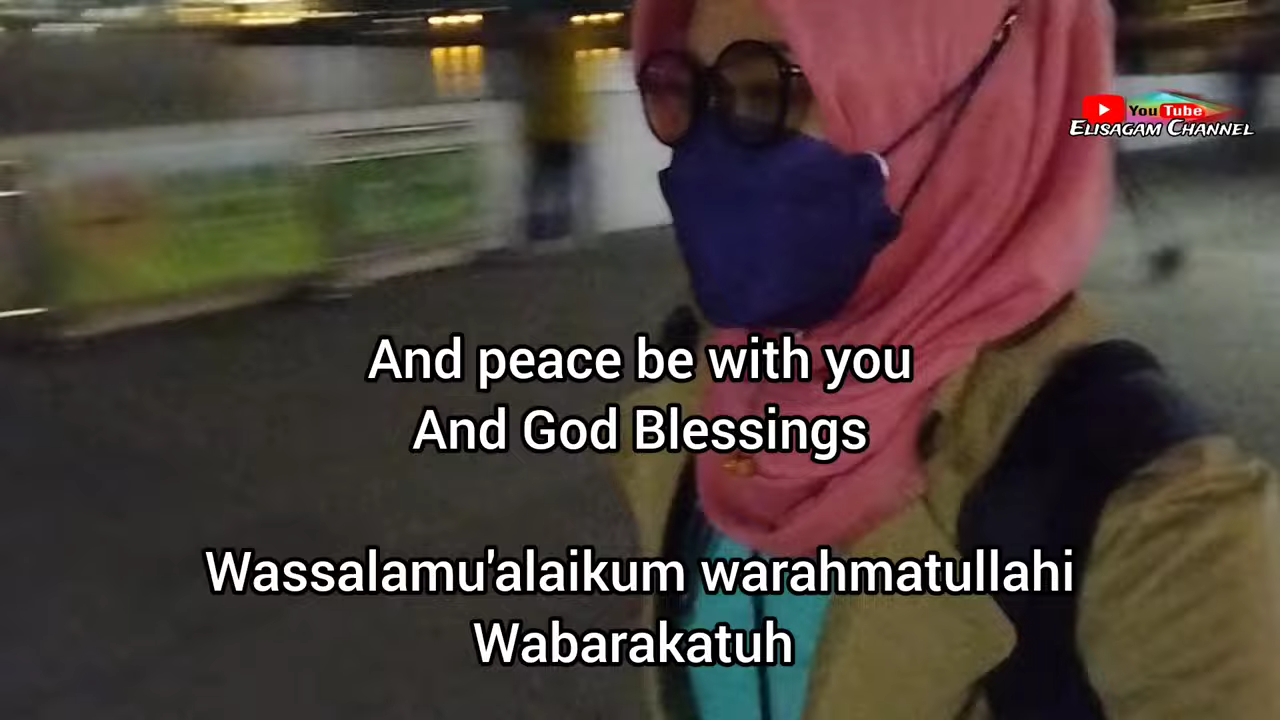 YouTube
ELISAGAM CHANNEL
And peace be with you
And God Blessings
Wassalamu'alaikum warahmatullahi
Wabarakatuh